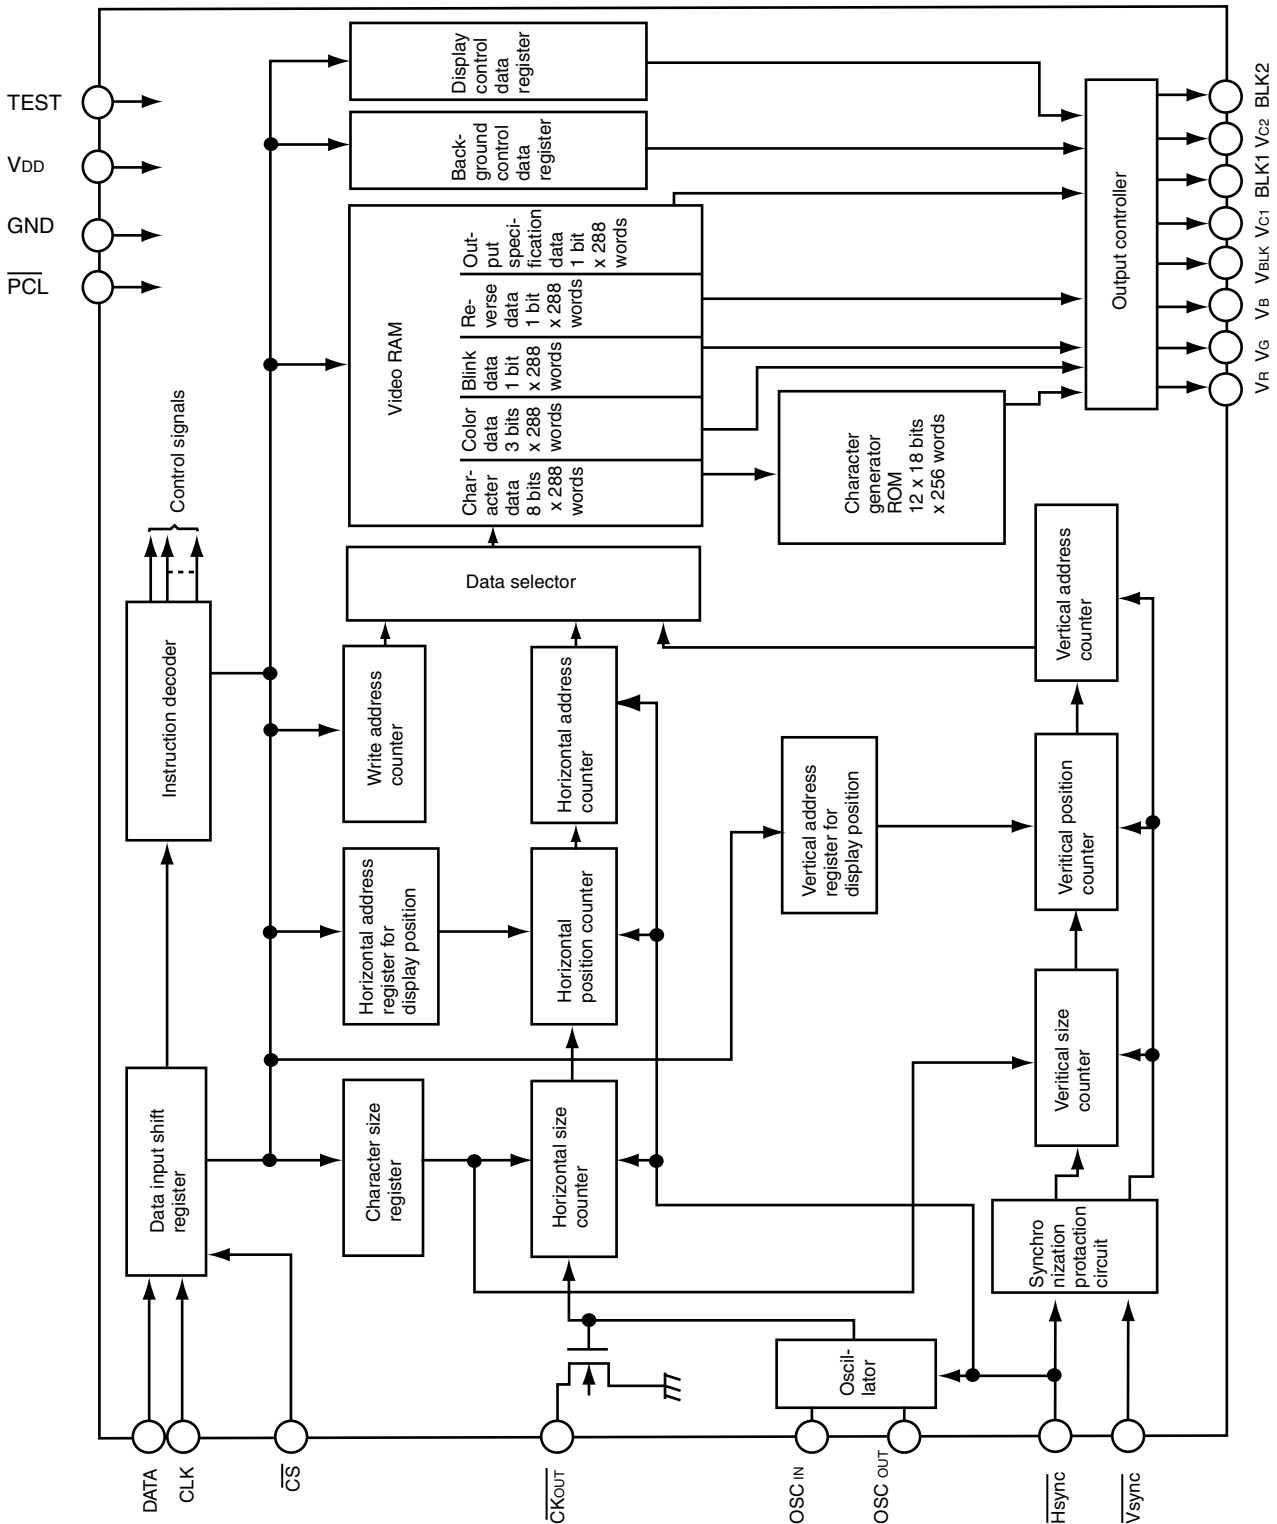 TEST
VDD
GND
PCL
Control signals
Instruction decoder
Data input shift
register
DATA
CLK
CS
Display
control
data
register
Back-
ground
control
data
register
Video RAM
Char-
acter
data
8 bits
x 288
words
Color
data
3 bits
x 288
words
Blink
data
1 bit
x 288
words
Re-
verse
data
1 bit
x 288
words
Out-
put
speci-
fication
data
1 bit
x 288
words
Data selector
Write address
counter
Horizontal address
counter
Horizontal address
register for
display position
Horizontal
position counter
Character size
register
Horizontal size
counter
Character
generator
ROM
12 x 18 bits
x 256 words
Vertical address
register for
display position
Vertical address
counter
Veritical position
counter
Veritical size
counter
Synchro
nization
protaction
circuit
Oscil-
lator
Output controller
CKOUT
OSC IN
OSC OUT
Hsync
Vsync
VR
VG
VB
VBLK
VC1
BLK1
VC2
BLK2